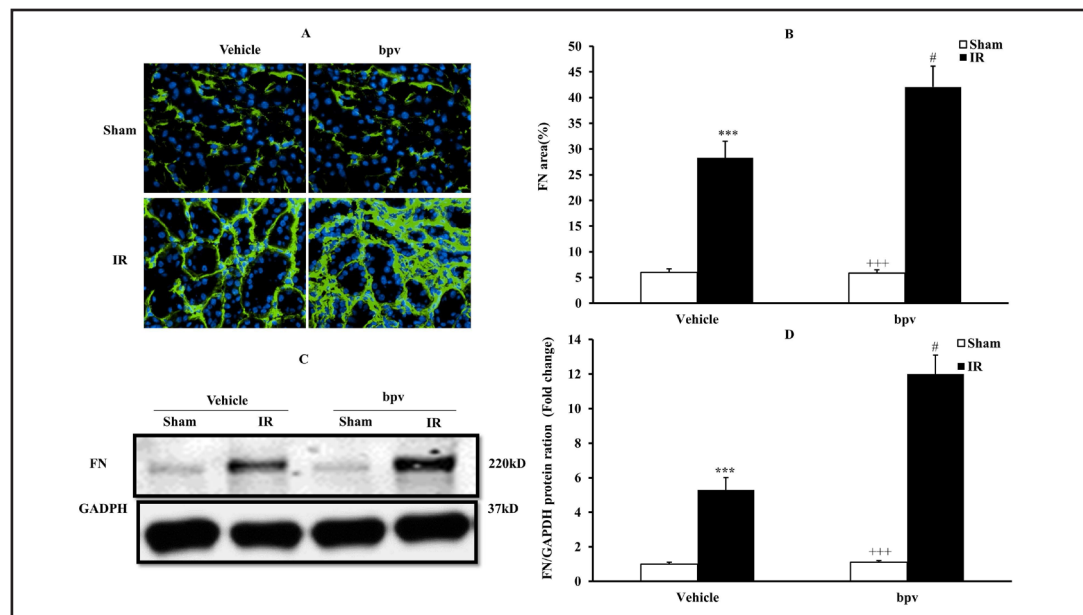 A
Vehicle bpv
Sham
IR
B
Sham
IR
FN area(%)
50
45
40
35
30
25
20
15
10
5
0
***
+++
#
Vehicle bpv
C
Vehicle bpv
Sham IR Sham IR
FN 220kD
GADPH 37kD
D
Sham
IR
FN/GAPDH protein ration (Fold change)
14
12
10
8
6
4
2
0
***
+++
#
Vehicle bpv